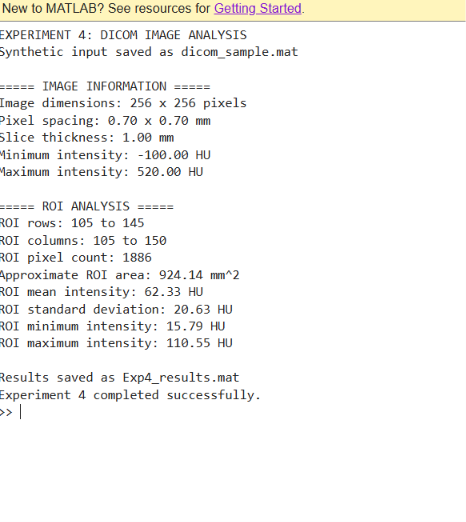 New to MATLAB? See resources for Getting Started.
EXPERIMENT 4: DICOM IMAGE ANALYSIS
Synthetic input saved as dicom_sample.mat
===== IMAGE INFORMATION =====
Image dimensions: 256 x 256 pixels
Pixel spacing: 0.70 x 0.70 mm
Slice thickness: 1.00 mm
Minimum intensity: -100.00 HU
Maximum intensity: 520.00 HU
===== ROI ANALYSIS =====
ROI rows: 105 to 145
ROI columns: 105 to 150
ROI pixel count: 1886
Approximate ROI area: 924.14 mm^2
ROI mean intensity: 62.33 HU
ROI standard deviation: 20.63 HU
ROI minimum intensity: 15.79 HU
ROI maximum intensity: 110.55 HU
Results saved as Exp4_results.mat
Experiment 4 completed successfully.
>>